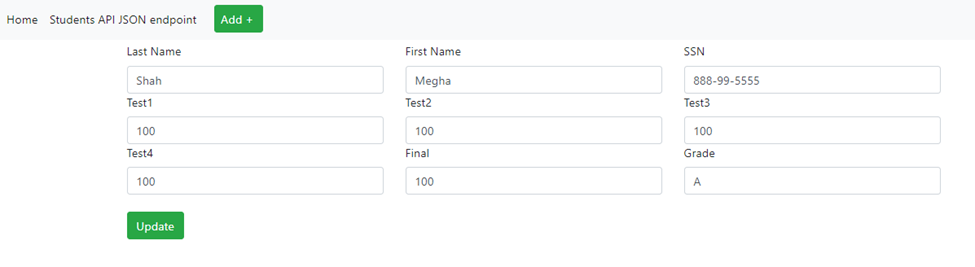 Home Students API JSON endpoint Add +
Last Name First Name SSN
Shah Megha 888-99-5555
Test1 Test2 Test3
100 100 100
Test4 Final Grade
100 100 A
Update